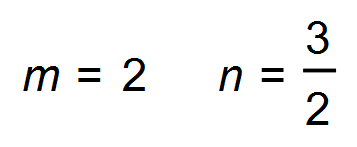 m = 2 n = 3/2